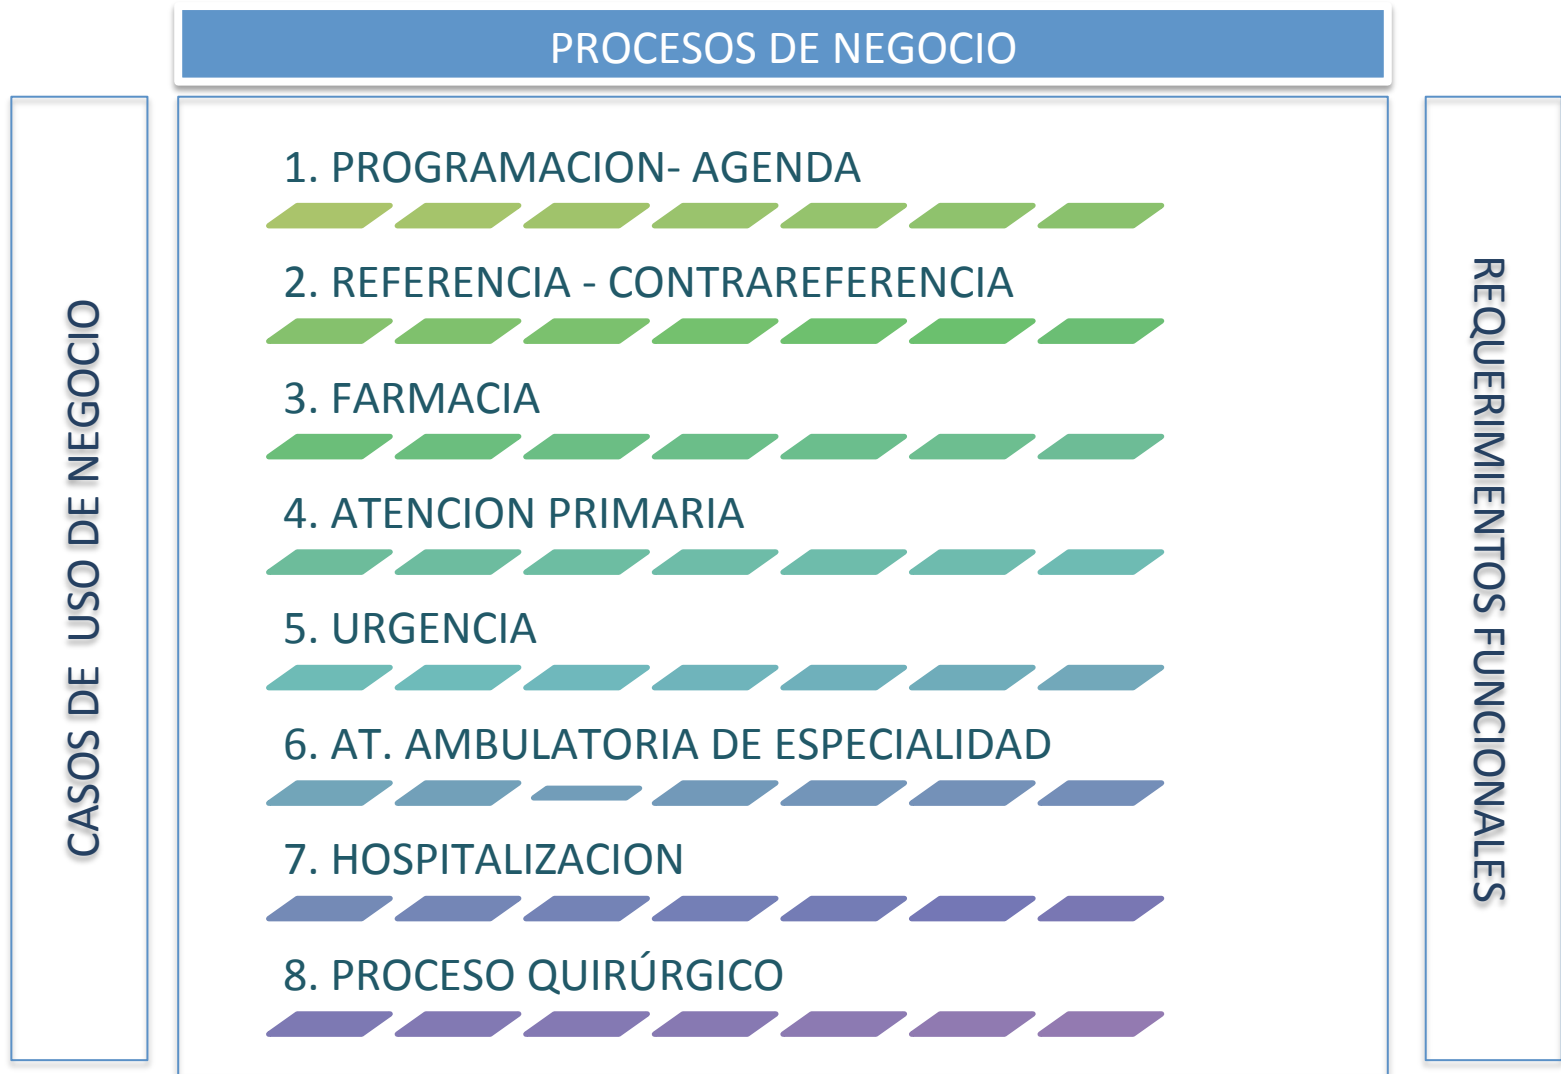 PROCESOS DE NEGOCIO
CASOS DE USO DE NEGOCIO
1. PROGRAMACION- AGENDA
2. REFERENCIA - CONTRAREFERENCIA
3. FARMACIA
4. ATENCION PRIMARIA
5. URGENCIA
6. AT. AMBULATORIA DE ESPECIALIDAD
7. HOSPITALIZACION
8. PROCESO QUIRÚRGICO
REQUERIMIENTOS FUNCIONALES